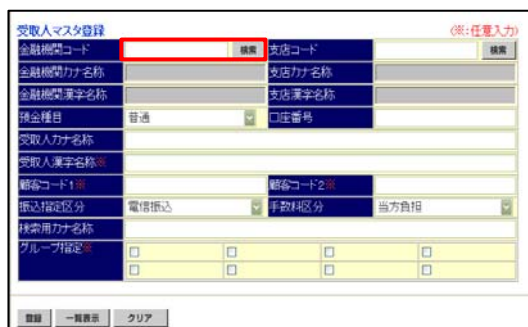 受取人マスタ登録 (※:任意入力)
金融機関コード 検索 支店コード 検索
金融機関カナ名称 支店カナ名称
金融機関漢字名称 支店漢字名称
預金種目 普通 口座番号
受取人カナ名称
受取人漢字名称※
顧客コード1※ 顧客コード2※
振込指定区分 電信振込 手数料区分 当方負担
検索用カナ名称
グループ指定※
登録 一覧表示 クリア